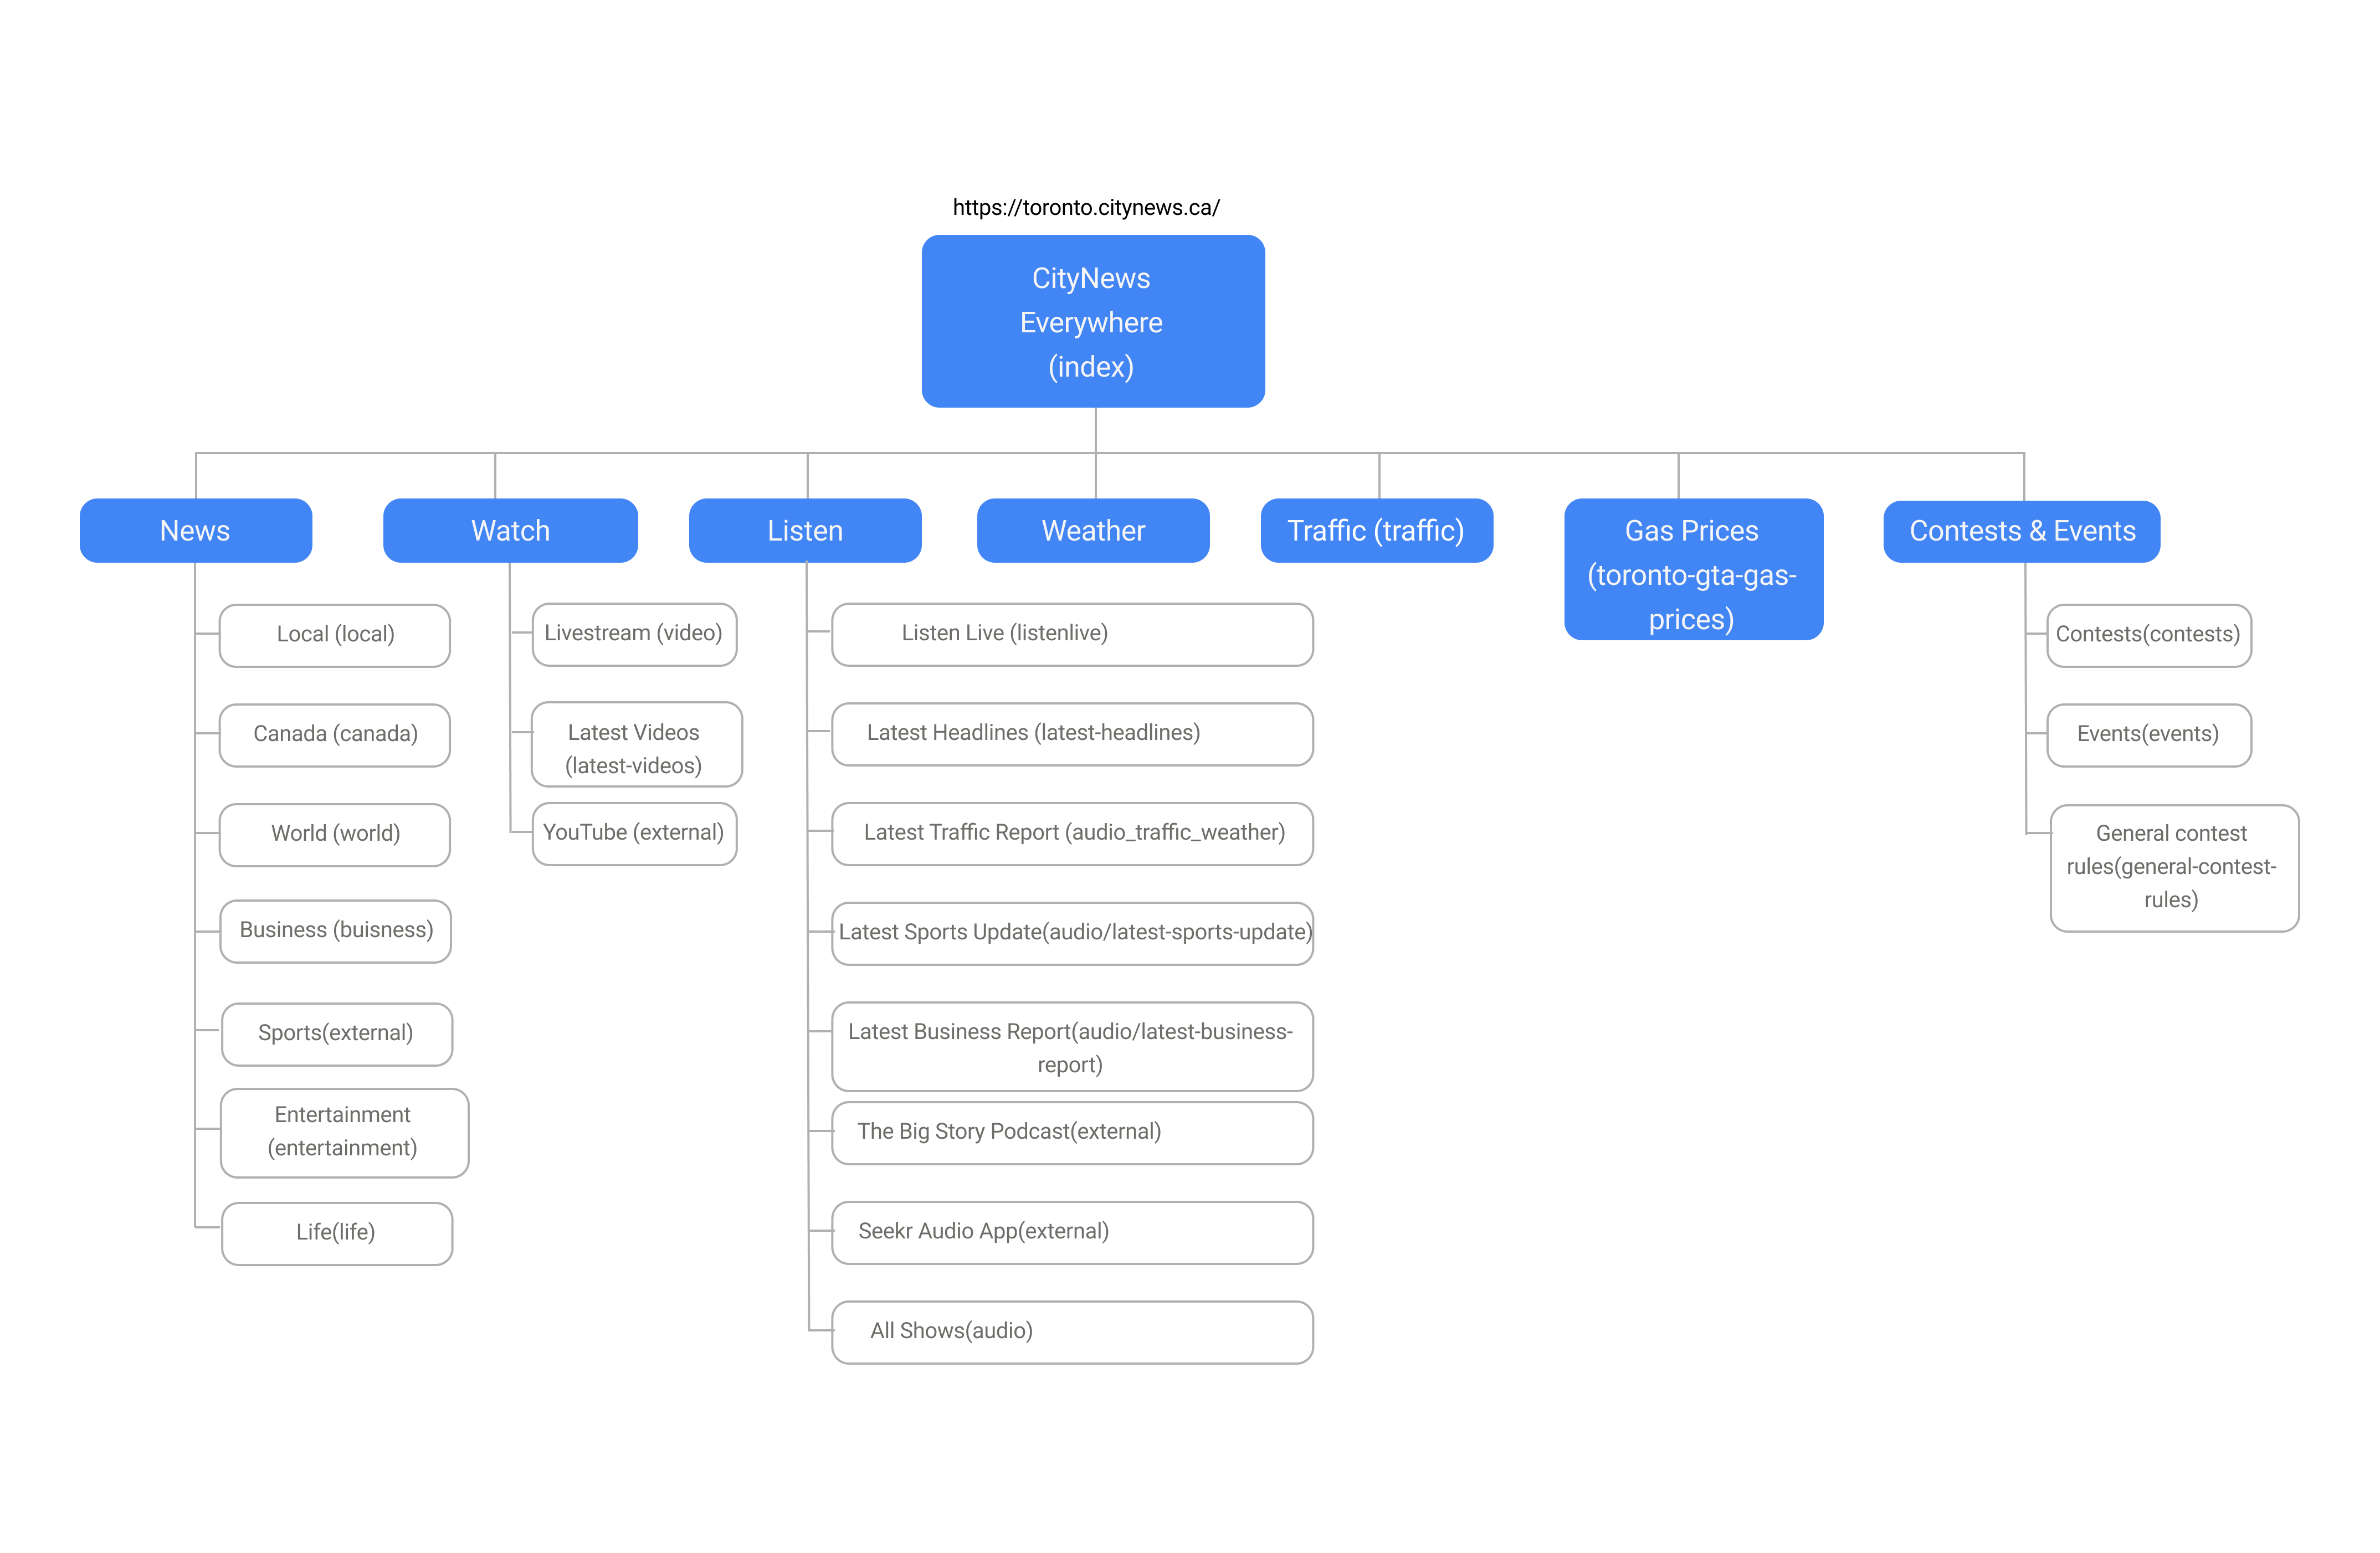 https://toronto.citynews.ca/
CityNews
Everywhere
(index)
News
Watch
Listen
Weather
Traffic (traffic)
Gas Prices
(toronto-gta-gas-
prices)
Contests & Events
Local (local)
Canada (canada)
World (world)
Business (buisness)
Sports(external)
Entertainment
(entertainment)
Life(life)
Livestream (video)
Latest Videos
(latest-videos)
YouTube (external)
Listen Live (listenlive)
Latest Headlines (latest-headlines)
Latest Traffic Report (audio_traffic_weather)
Latest Sports Update(audio/latest-sports-update)
Latest Business Report(audio/latest-business-
report)
The Big Story Podcast(external)
Seekr Audio App(external)
All Shows(audio)
Contests(contests)
Events(events)
General contest
rules(general-contest-
rules)